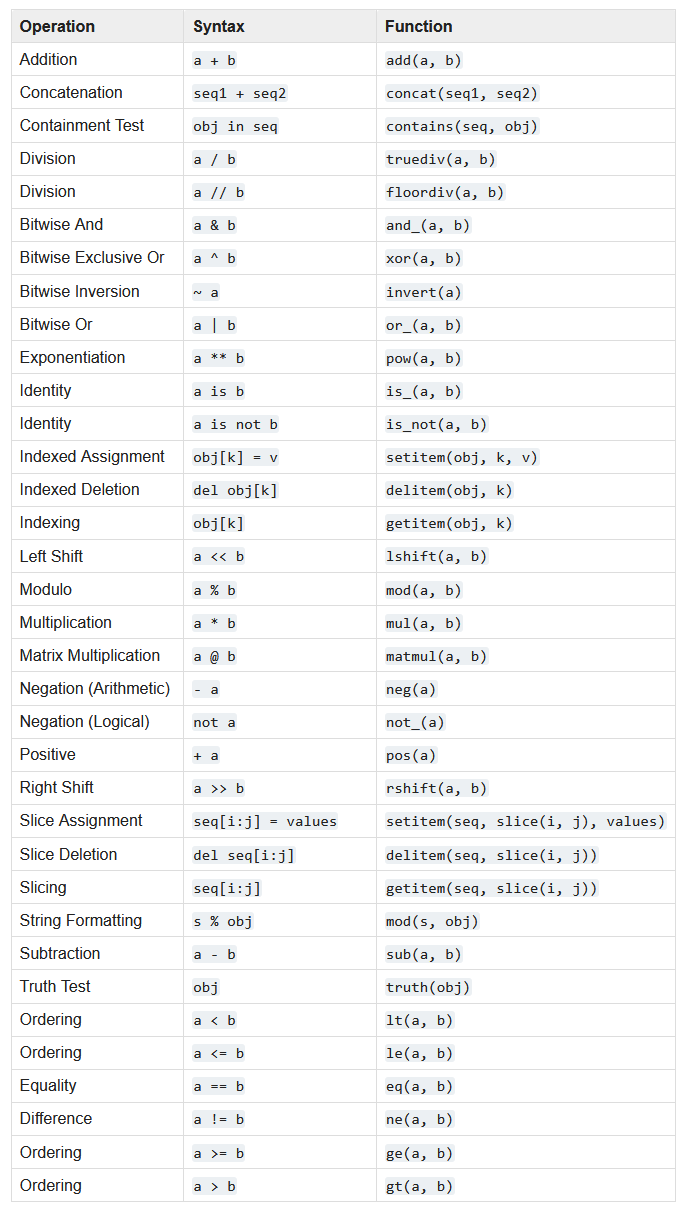 Operation Syntax Function
Addition a + b add(a, b)
Concatenation seq1 + seq2 concat(seq1, seq2)
Containment Test obj in seq contains(seq, obj)
Division a / b truediv(a, b)
Division a // b floordiv(a, b)
Bitwise And a & b and_(a, b)
Bitwise Exclusive Or a ^ b xor(a, b)
Bitwise Inversion ~ a invert(a)
Bitwise Or a | b or_(a, b)
Exponentiation a ** b pow(a, b)
Identity a is b is_(a, b)
Identity a is not b is_not(a, b)
Indexed Assignment obj[k] = v setitem(obj, k, v)
Indexed Deletion del obj[k] delitem(obj, k)
Indexing obj[k] getitem(obj, k)
Left Shift a << b lshift(a, b)
Modulo a % b mod(a, b)
Multiplication a * b mul(a, b)
Matrix Multiplication a @ b matmul(a, b)
Negation (Arithmetic) - a neg(a)
Negation (Logical) not a not_(a)
Positive + a pos(a)
Right Shift a >> b rshift(a, b)
Slice Assignment seq[i:j] = values setitem(seq, slice(i, j), values)
Slice Deletion del seq[i:j] delitem(seq, slice(i, j))
Slicing seq[i:j] getitem(seq, slice(i, j))
String Formatting s % obj mod(s, obj)
Subtraction a - b sub(a, b)
Truth Test obj truth(obj)
Ordering a < b lt(a, b)
Ordering a <= b le(a, b)
Equality a == b eq(a, b)
Difference a != b ne(a, b)
Ordering a >= b ge(a, b)
Ordering a > b gt(a, b)